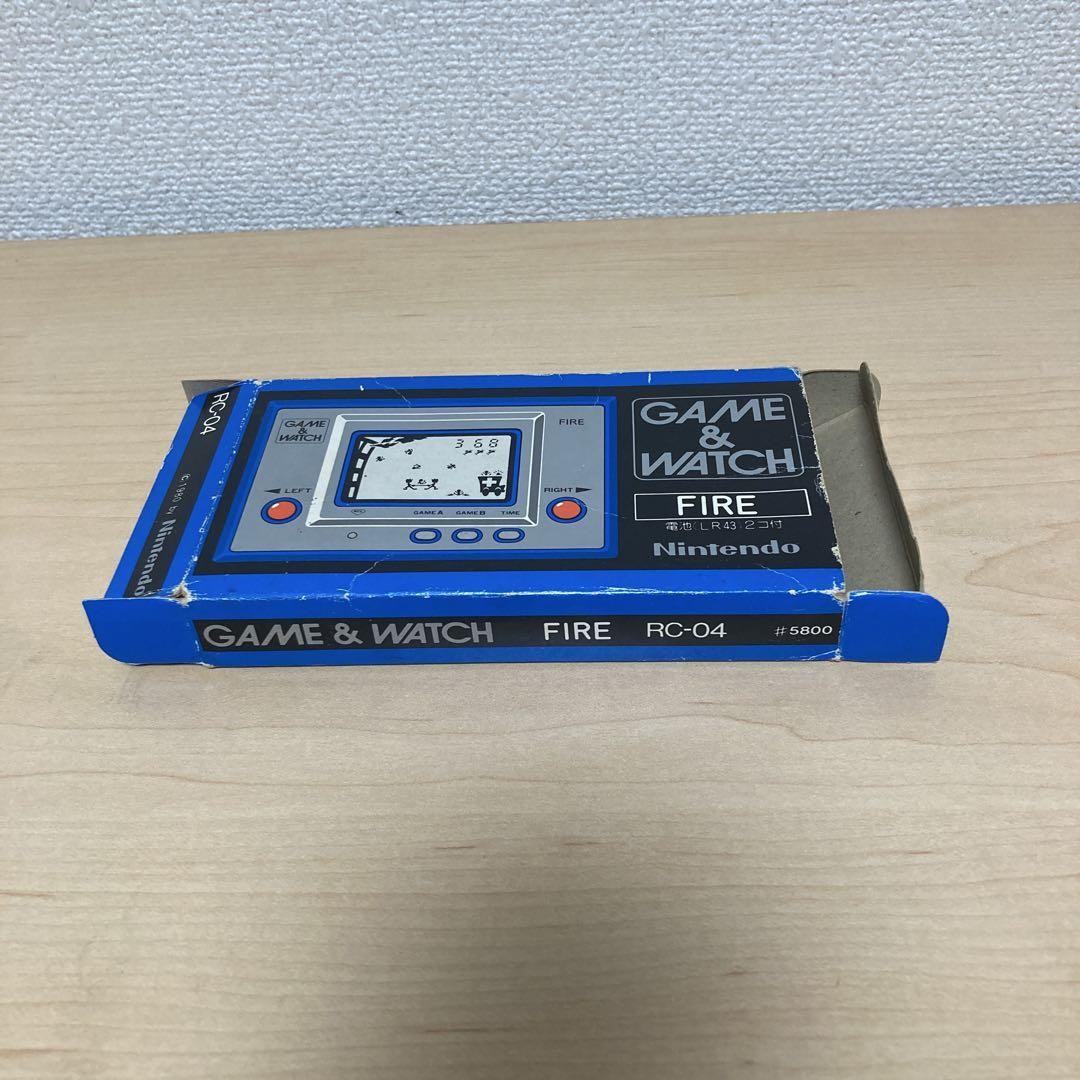 RC-04
© 1980 by Nintendo
GAME
&
WATCH
FIRE
368
LEFT
RIGHT
GAME A
GAME B
TIME
GAME
&
WATCH
FIRE
電池(LR43)2コ付
Nintendo
GAME & WATCH FIRE RC-04 #5800